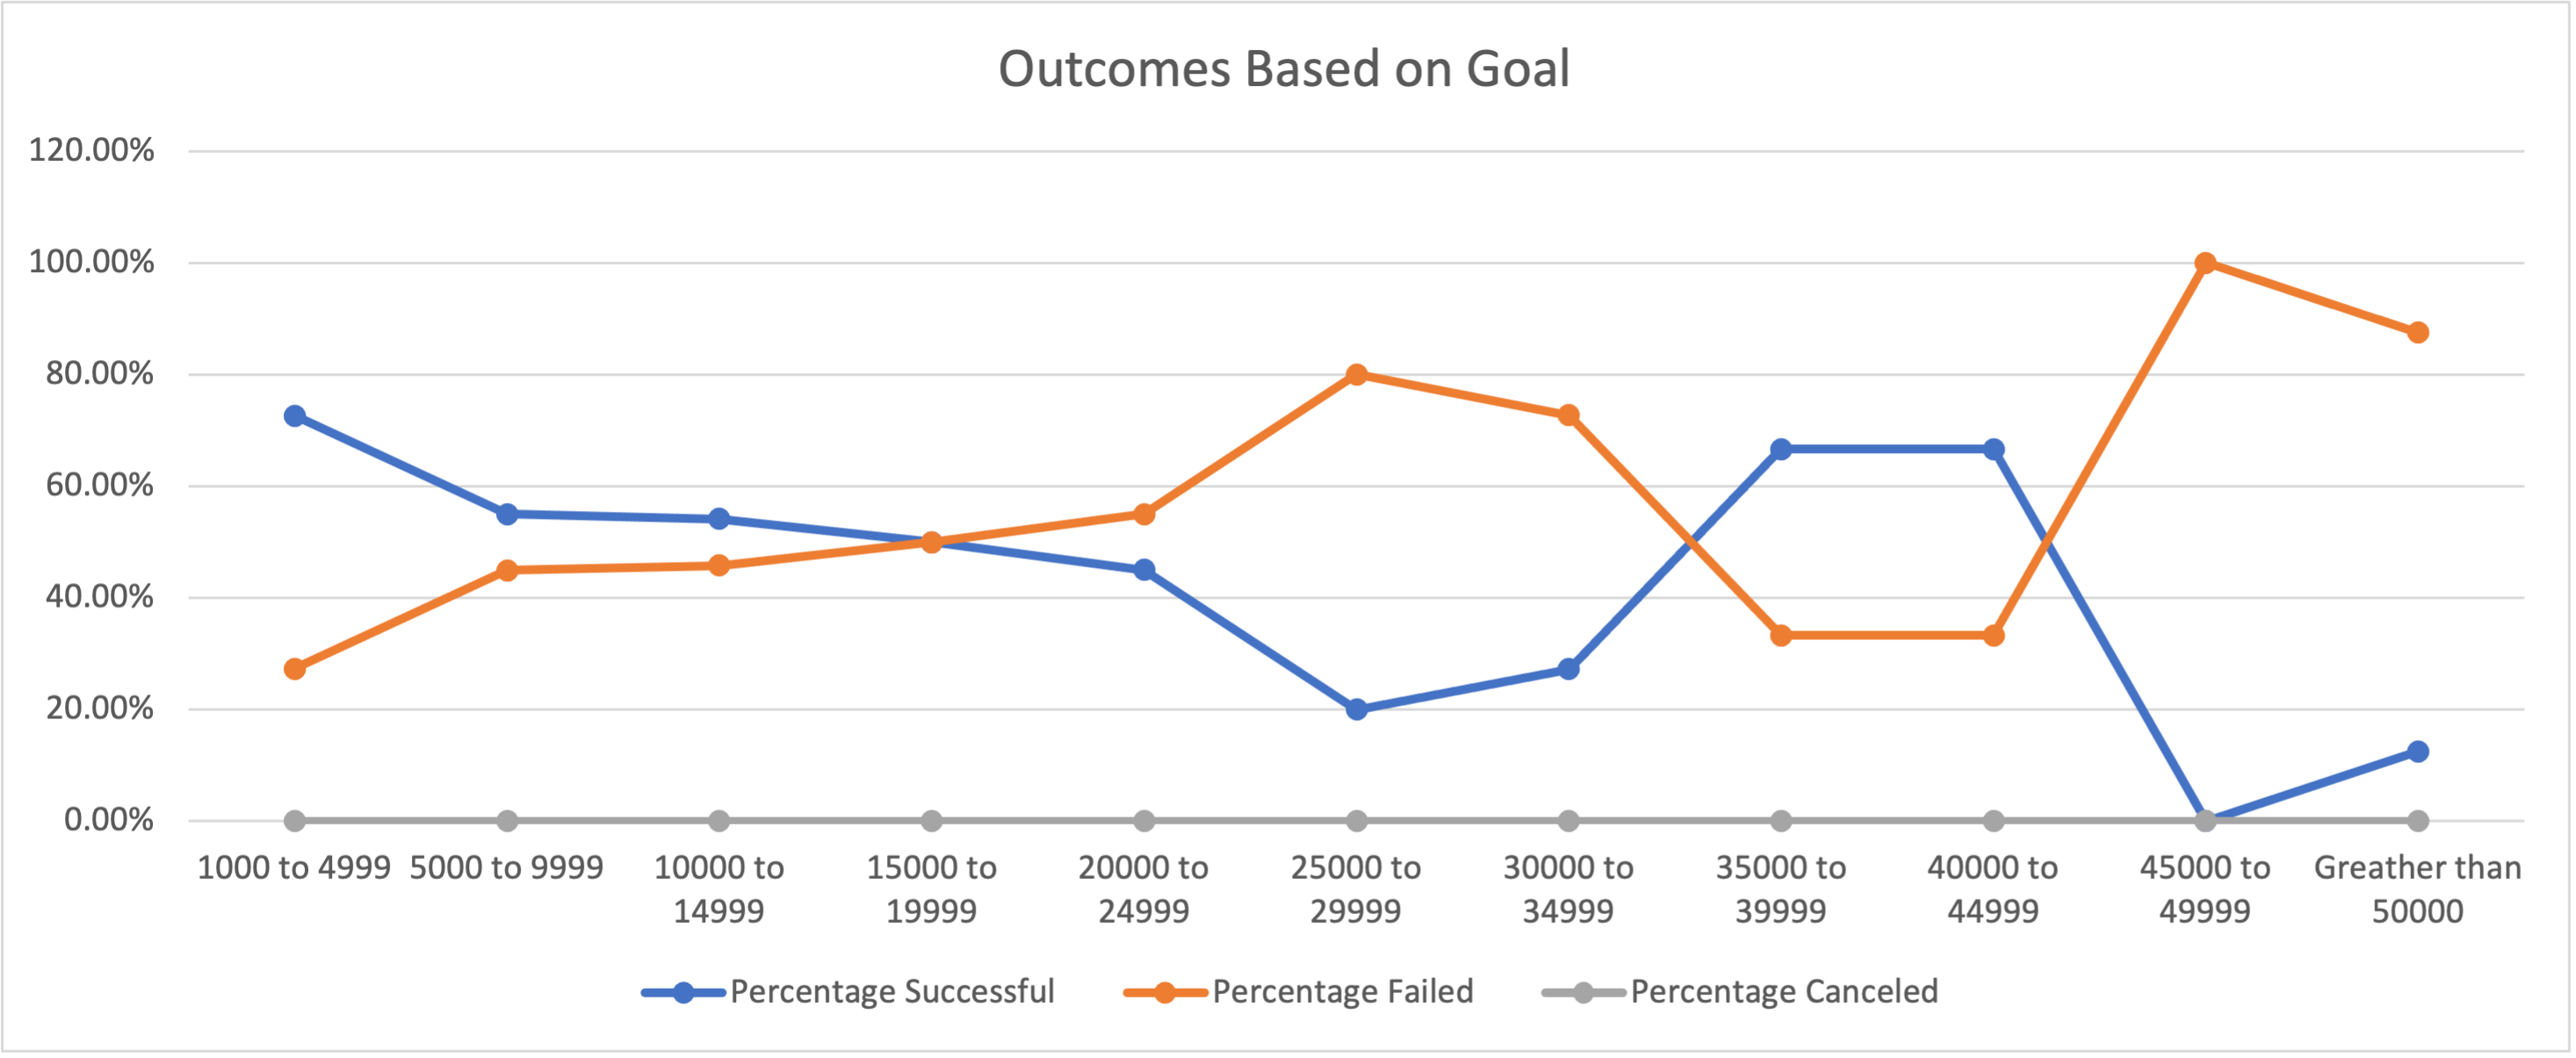 Outcomes Based on Goal
120.00%
100.00%
80.00%
60.00%
40.00%
20.00%
0.00%
1000 to 4999 5000 to 9999 10000 to 15000 to 20000 to 25000 to 30000 to 35000 to 40000 to 45000 to Greather than
14999 19999 24999 29999 34999 39999 44999 49999 50000
Percentage Successful Percentage Failed Percentage Canceled